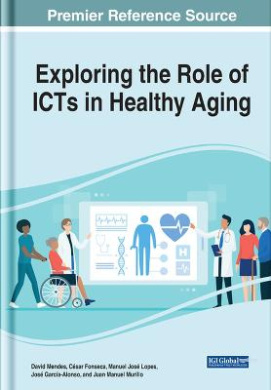 Premier Reference Source
Exploring the Role of
ICTs in Healthy Aging
David Mendes, César Fonseca, Manuel José Lopes,
José García-Alonso, and Juan Manuel Murillo
IGI Global